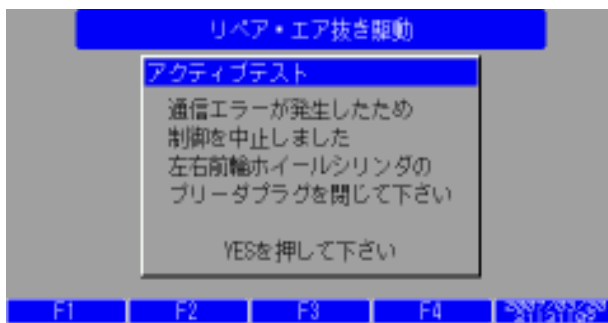 リペア・エア抜き駆動
アクティブテスト
通信エラーが発生したため
制御を中止しました
左右前輪ホイールシリンダの
ブリーダプラグを閉じて下さい
YESを押して下さい
F1 F2 F3 F4